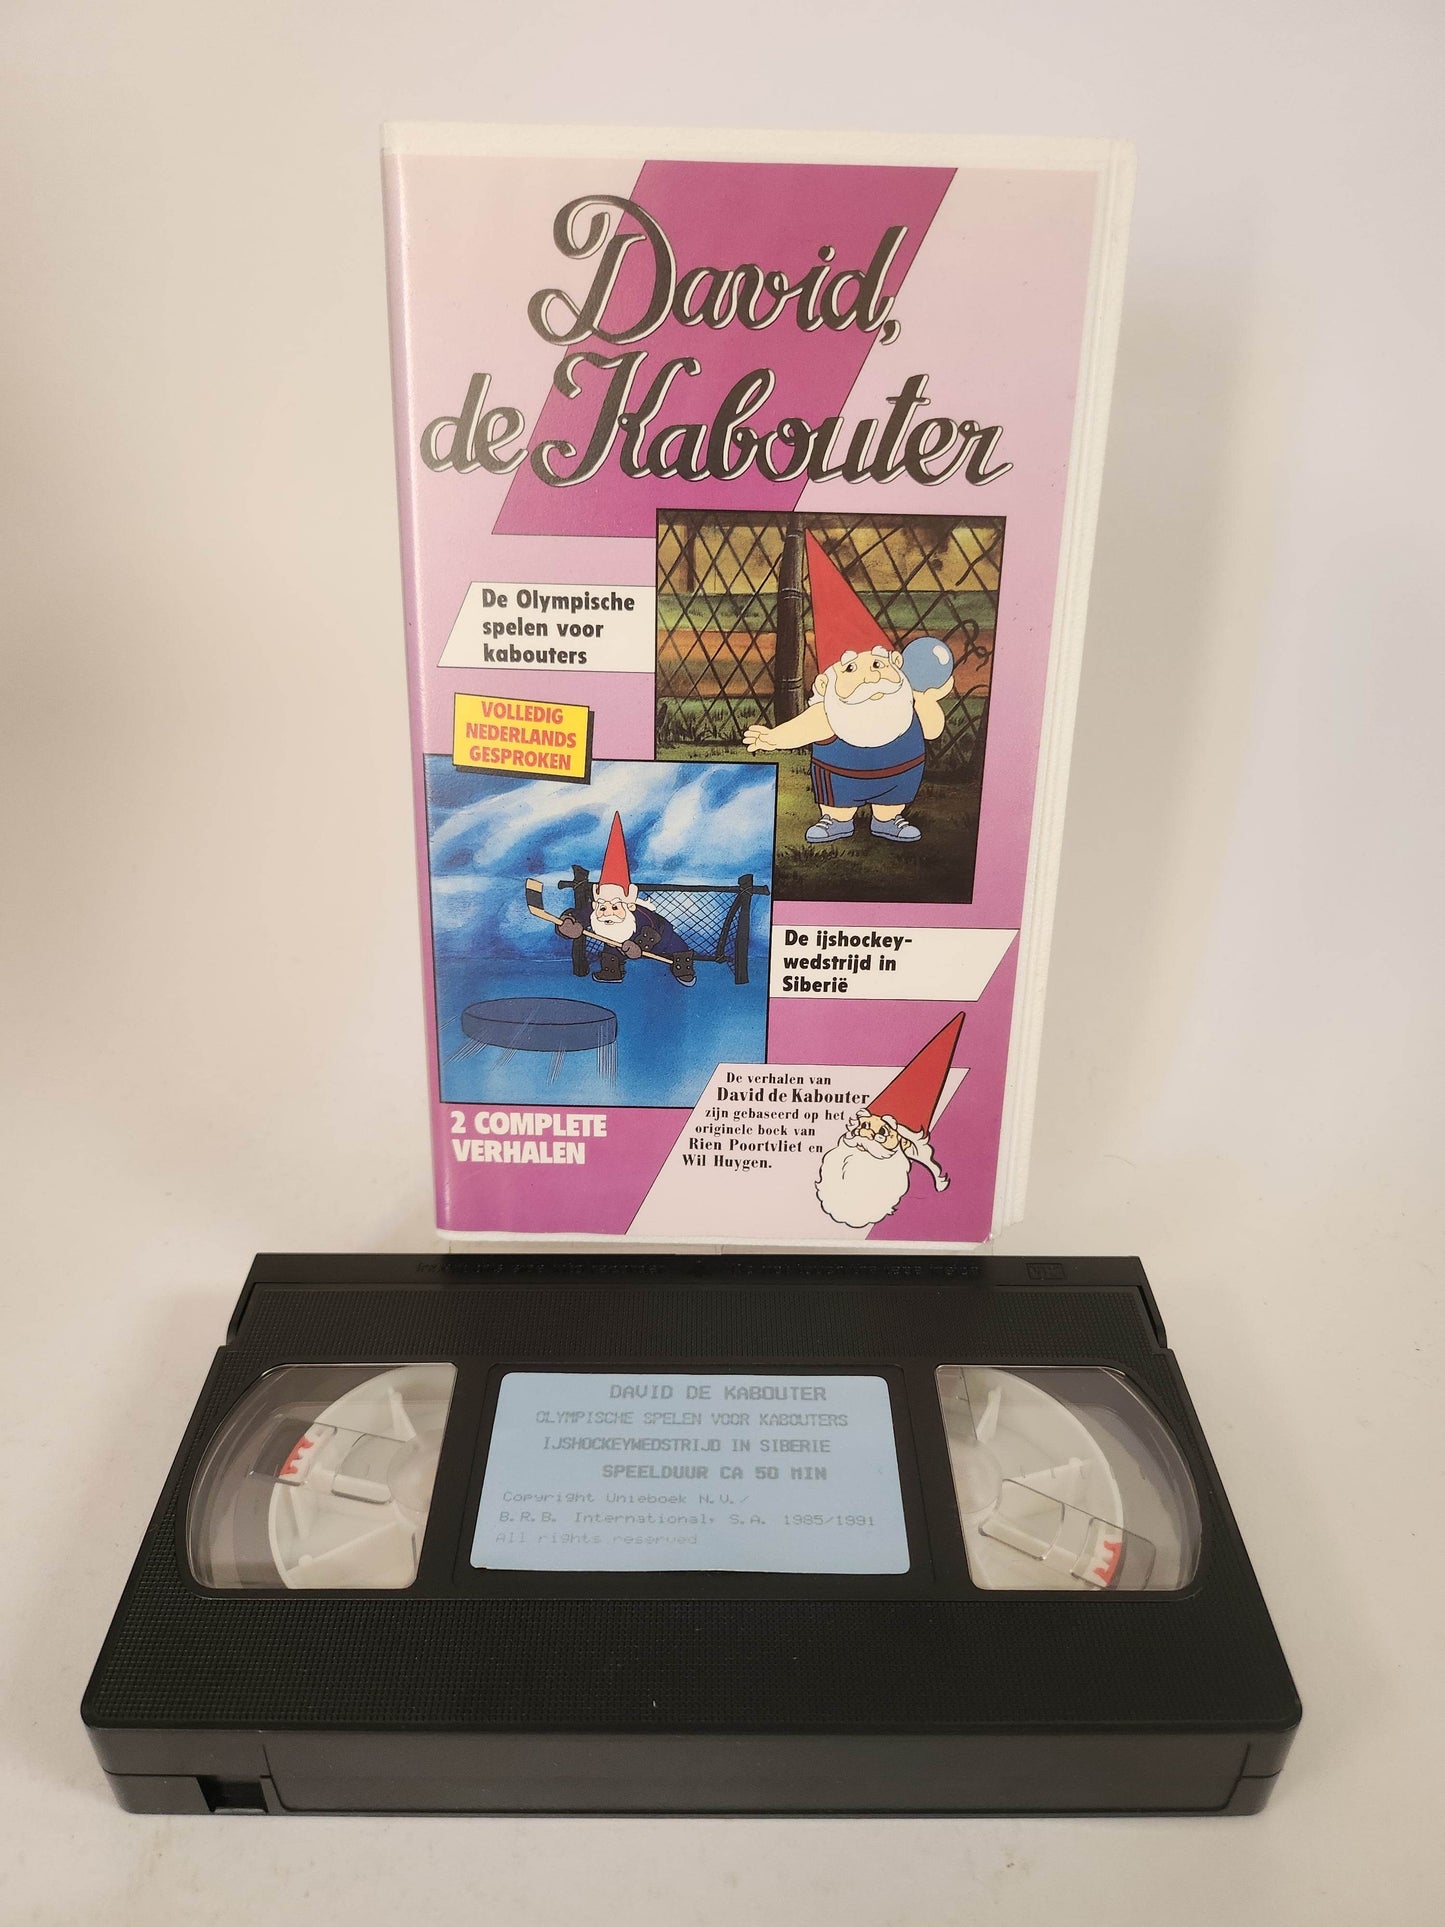 David,
de Kabouter
De Olympische
spelen voor
kabouters
VOLLEDIG
NEDERLANDS
GESPROKEN
De ijshockey-
wedstrijd in
Siberië
2 COMPLETE
VERHALEN
De verhalen van
David de Kabouter
zijn gebaseerd op het
originele boek van
Rien Poortvliet en
Wil Huygen.
DAVID DE KABOUTER
OLYMPISCHE SPELEN VOOR KABOUTERS
IJSHOCKEYWEDSTRIJD IN SIBERIE
SPEELDUUR CA 50 MIN
Copyright Unieboek N.V./
B.R.B. International, S.A. 1985/1991
All rights reserved